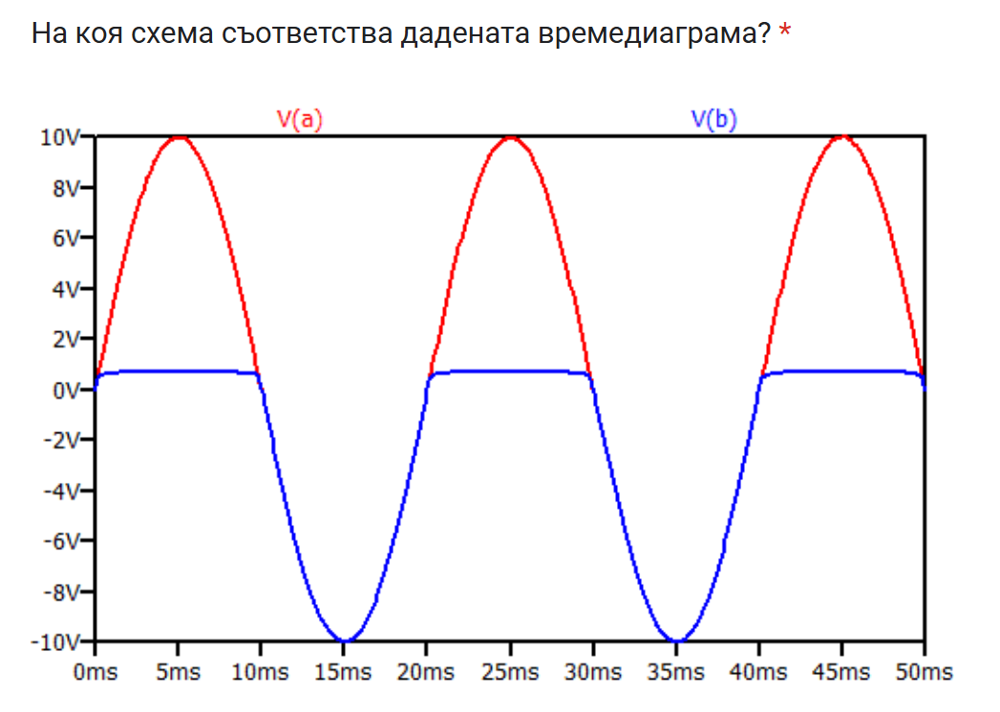 На коя схема съответства дадената времедиаграма? *
V(a) V(b)
10V
8V
6V
4V
2V
0V
-2V
-4V
-6V
-8V
-10V
0ms 5ms 10ms 15ms 20ms 25ms 30ms 35ms 40ms 45ms 50ms